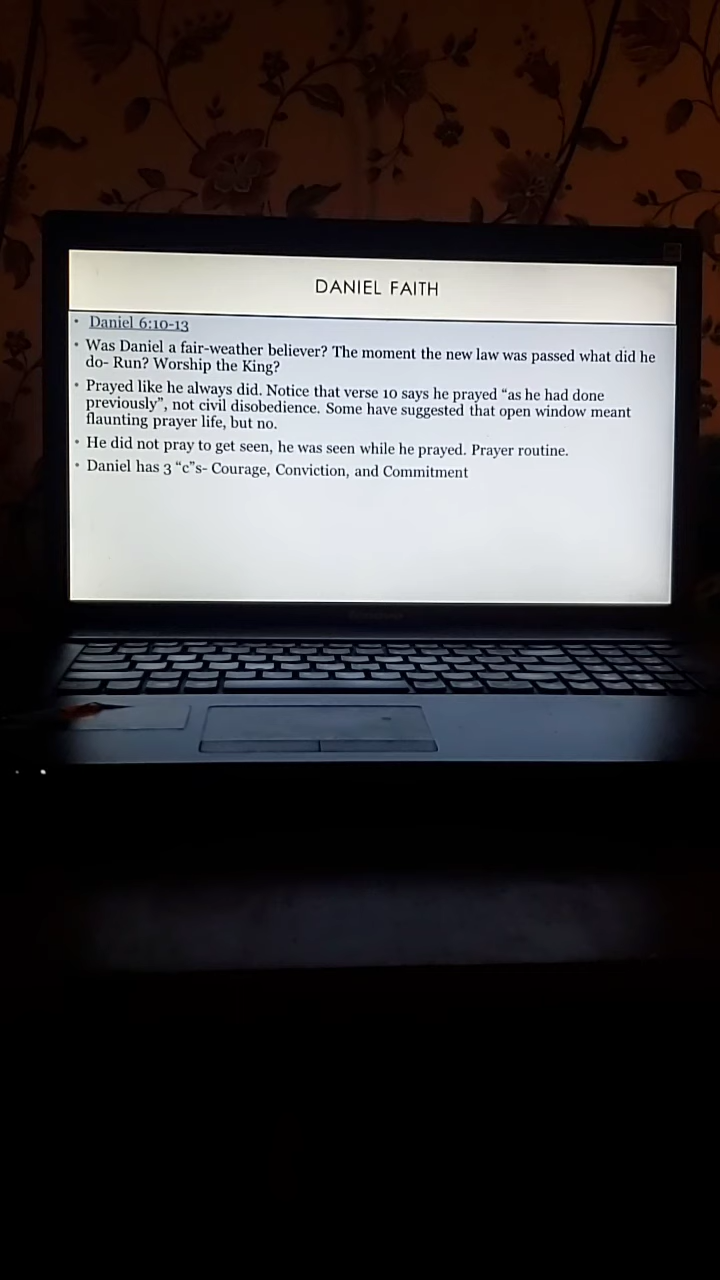 DANIEL FAITH
• Daniel 6:10-13
• Was Daniel a fair-weather believer? The moment the new law was passed what did he
do- Run? Worship the King?
• Prayed like he always did. Notice that verse 10 says he prayed “as he had done
previously”, not civil disobedience. Some have suggested that open window meant
flaunting prayer life, but no.
• He did not pray to get seen, he was seen while he prayed. Prayer routine.
• Daniel has 3 “c”s- Courage, Conviction, and Commitment